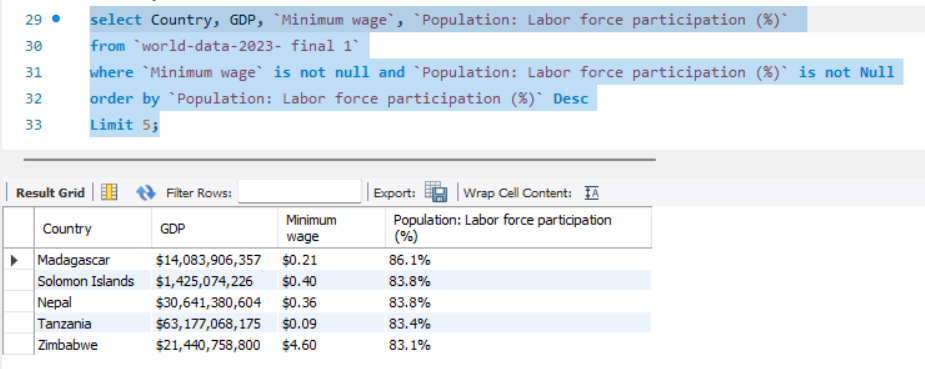 29 select Country, GDP, `Minimum wage`, `Population: Labor force participation (%)`
30 from `world-data-2023- final 1`
31 where `Minimum wage` is not null and `Population: Labor force participation (%)` is not Null
32 order by `Population: Labor force participation (%)` Desc
33 Limit 5;
Result Grid Filter Rows: Export: Wrap Cell Content: IA
Country GDP Minimum wage Population: Labor force participation (%)
Madagascar $14,083,906,357 $0.21 86.1%
Solomon Islands $1,425,074,226 $0.40 83.8%
Nepal $30,641,380,604 $0.36 83.8%
Tanzania $63,177,068,175 $0.09 83.4%
Zimbabwe $21,440,758,800 $4.60 83.1%